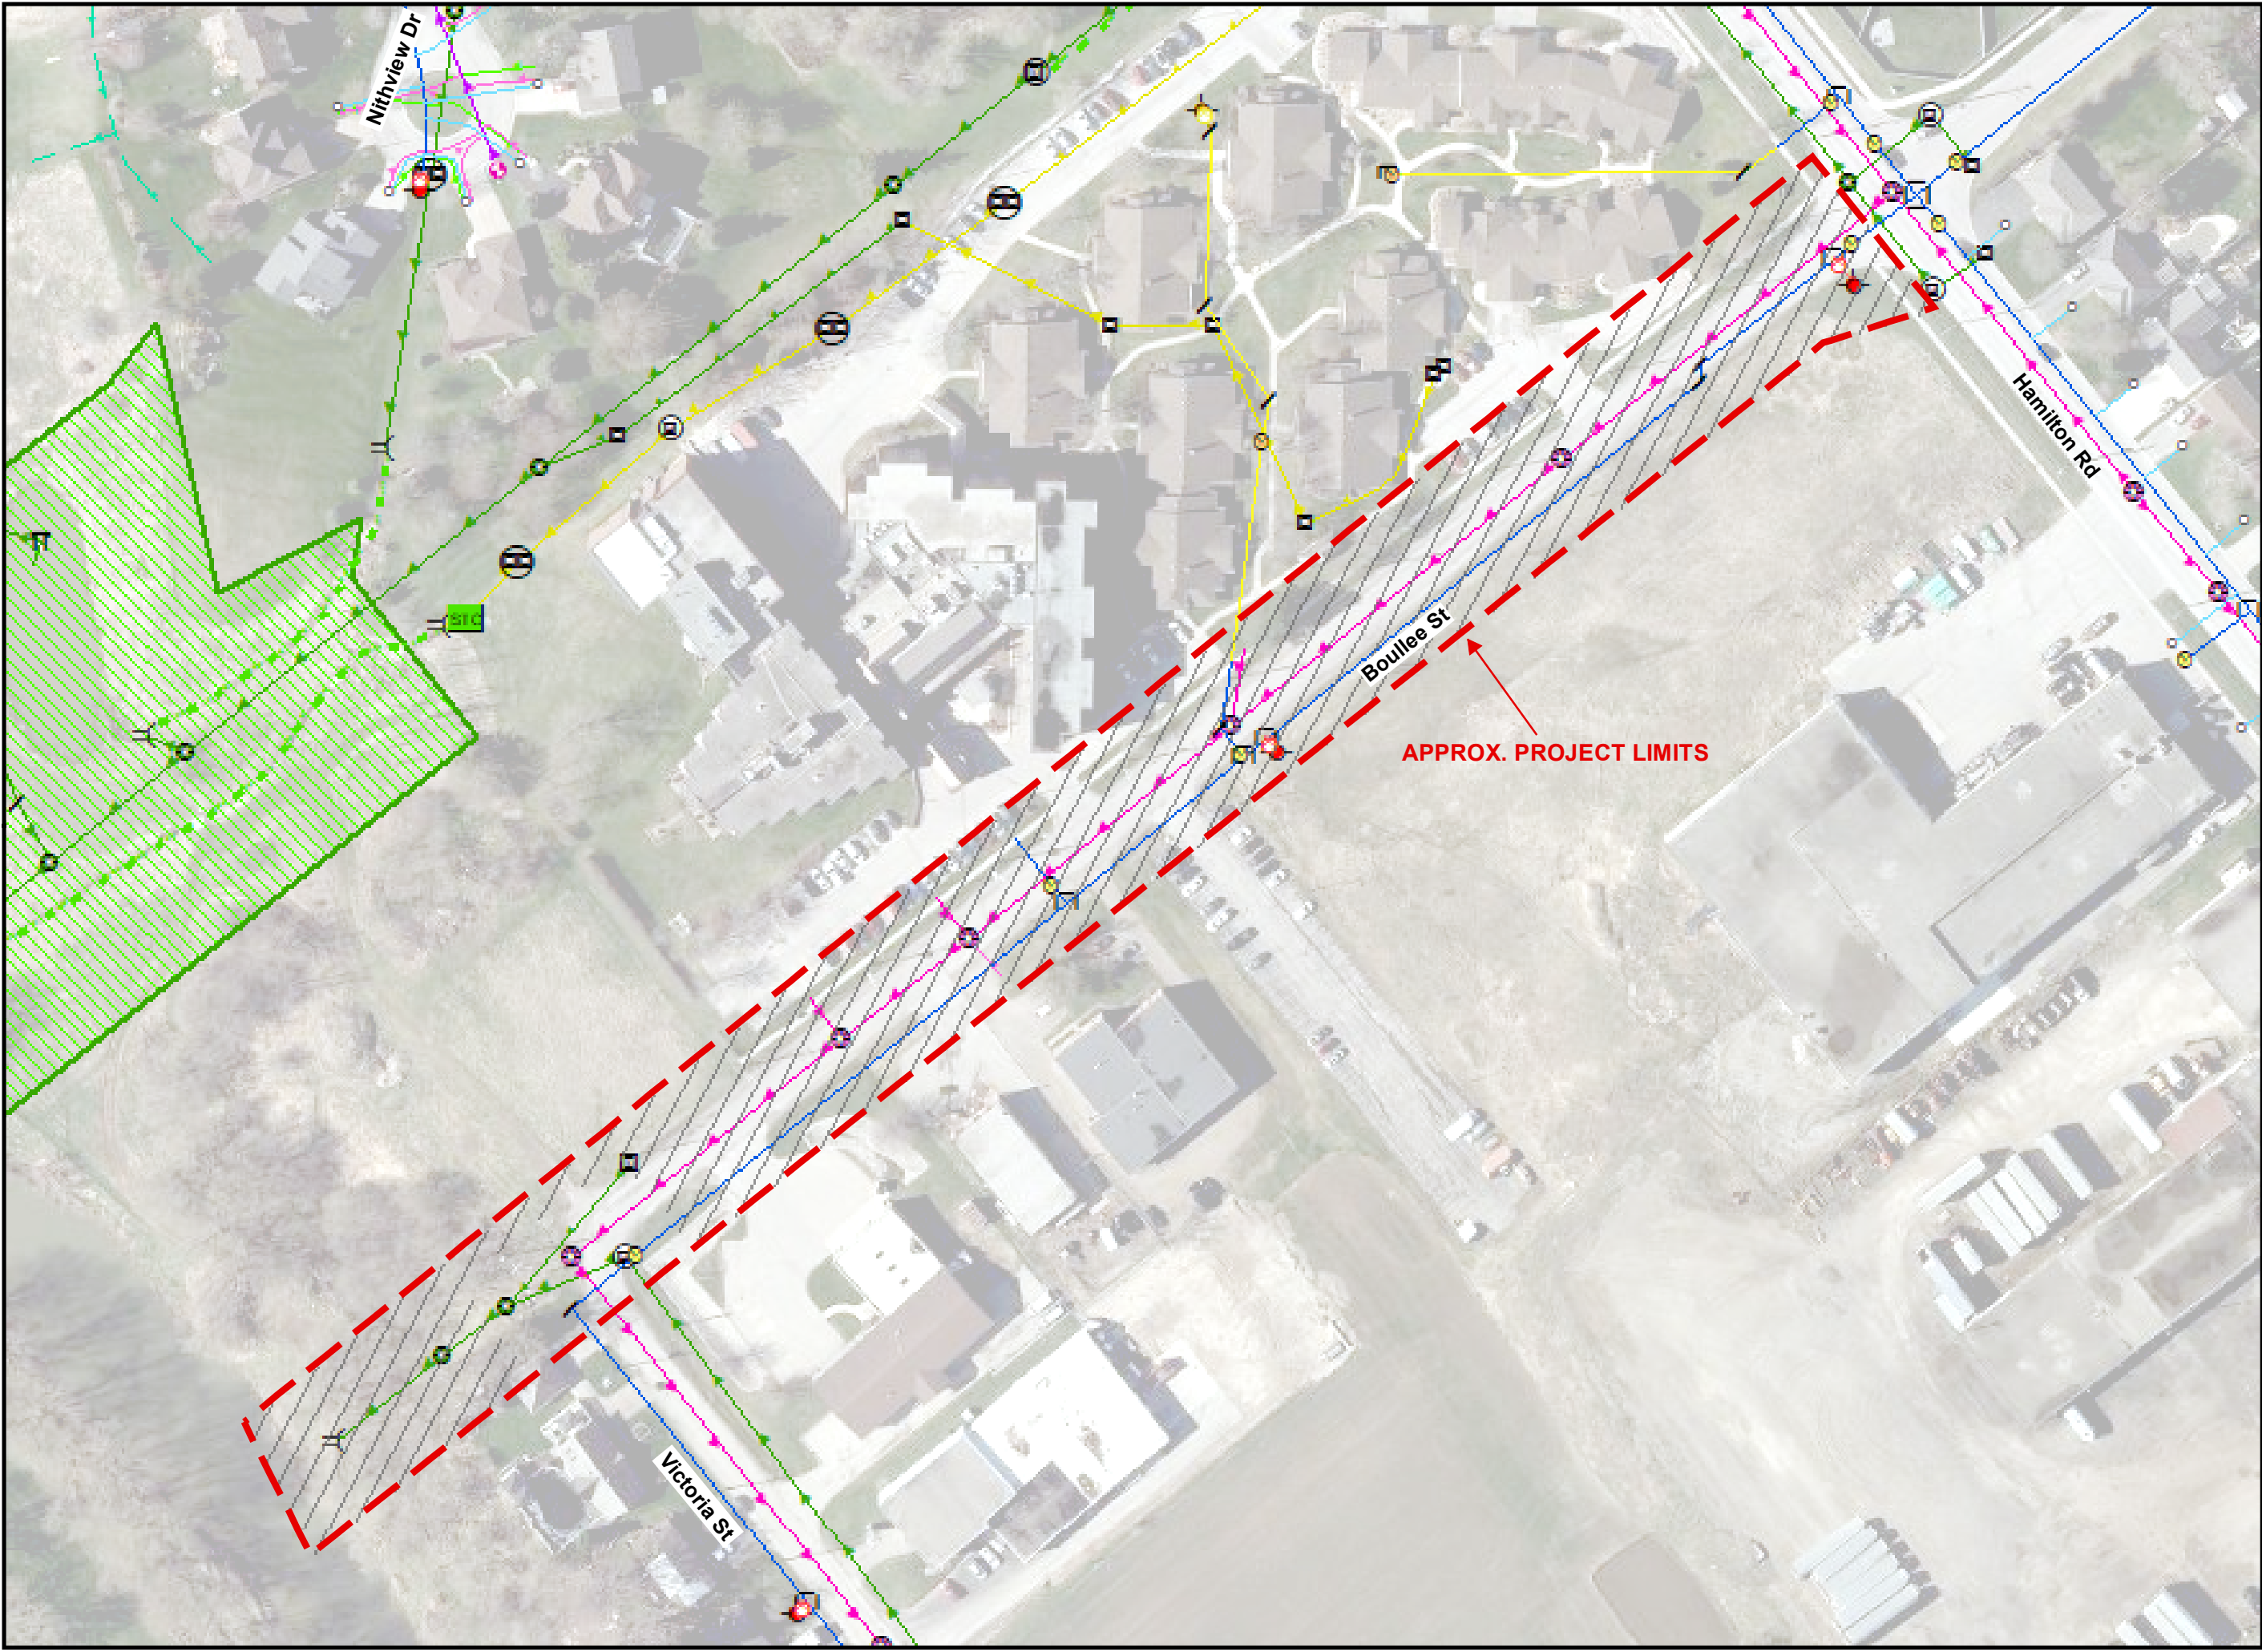 Nithview Dr
Hamilton Rd
STC
Boullee St
APPROX. PROJECT LIMITS
Victoria St